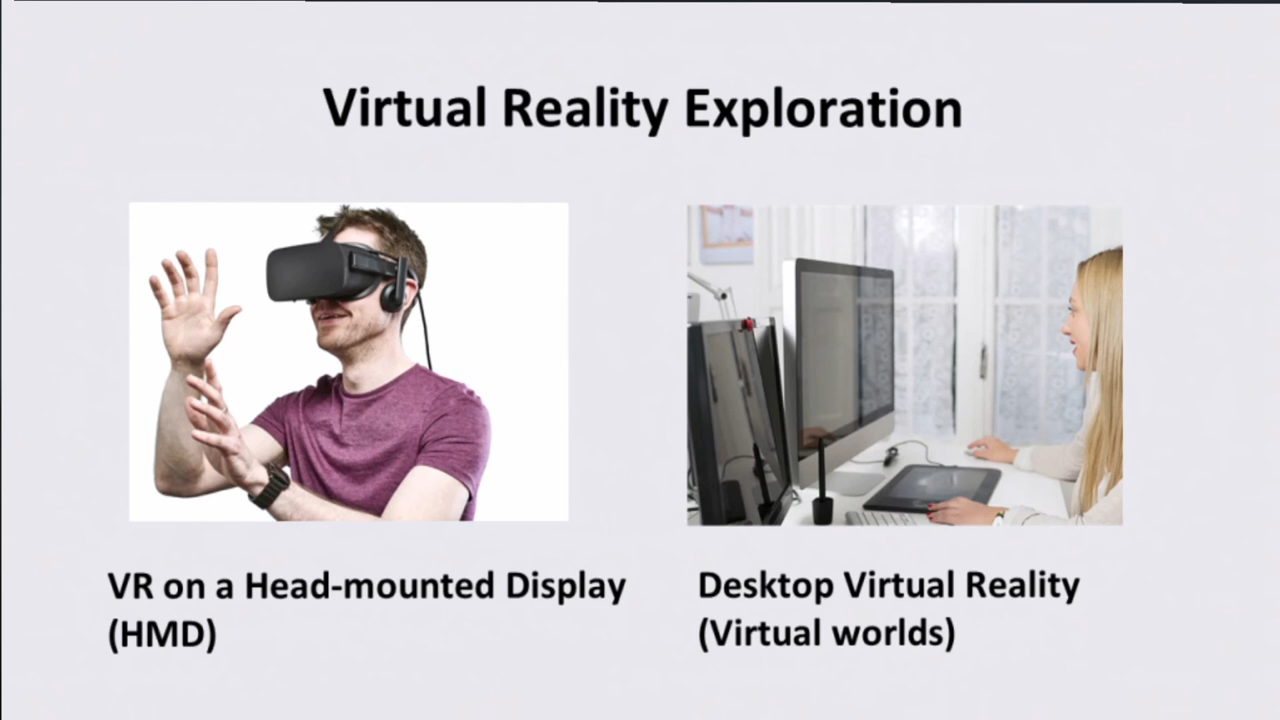 Virtual Reality Exploration
VR on a Head-mounted Display
(HMD)
Desktop Virtual Reality
(Virtual worlds)